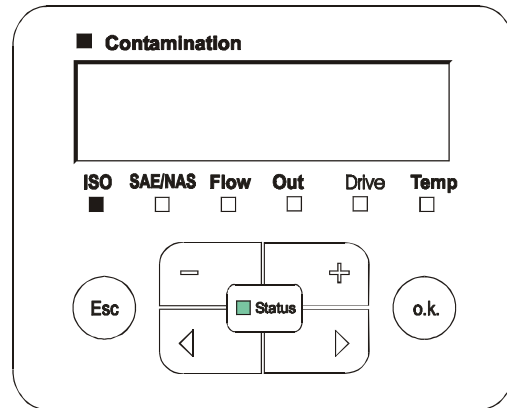 Contamination
ISO SAE/NAS Flow Out Drive Temp
− +
Esc Status o.k.